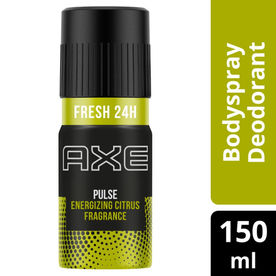 FRESH 24H
AXE
PULSE
ENERGIZING CITRUS
FRAGRANCE
Bodyspray
Deodorant
150
ml